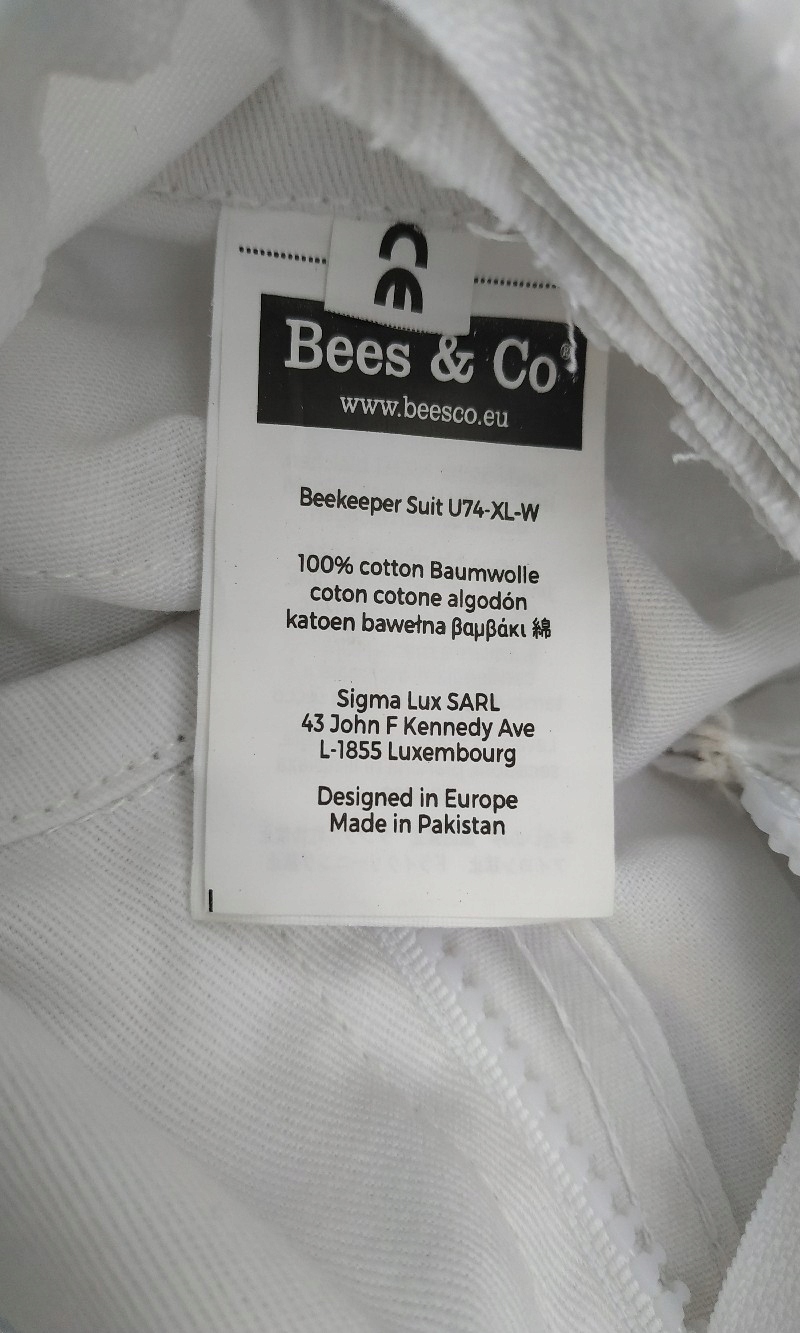 CE
Bees & Co®
www.beesco.eu
Beekeeper Suit U74-XL-W
100% cotton Baumwolle
coton cotone algodón
katoen bawełna βαμβάκι 綿
Sigma Lux SARL
43 John F Kennedy Ave
L-1855 Luxembourg
Designed in Europe
Made in Pakistan